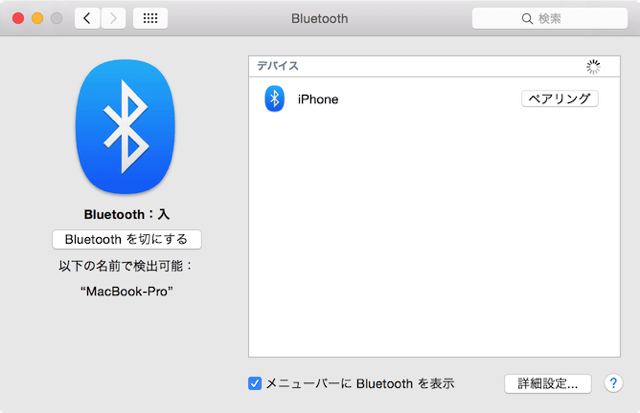 Bluetooth
検索
デバイス
iPhone
ペアリング
Bluetooth：入
Bluetooth を切にする
以下の名前で検出可能：
“MacBook-Pro”
メニューバーに Bluetooth を表示
詳細設定...
?